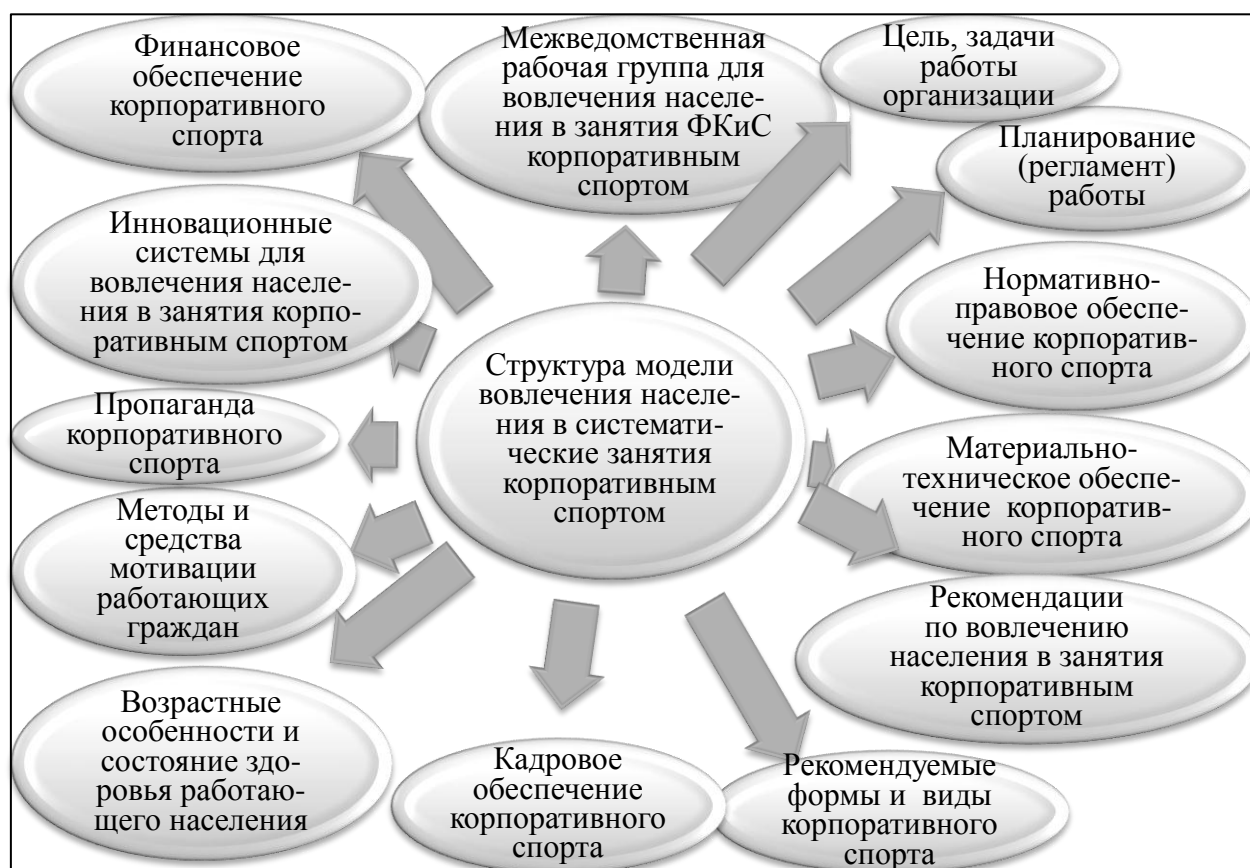 Финансовое
обеспечение
корпоративного
спорта
Межведомственная
рабочая группа для
вовлечения населе-
ния в занятия ФКиС
корпоративным
спортом
Цель, задачи
работы
организации
Планирование
(регламент)
работы
Инновационные
системы для
вовлечения населе-
ния в занятия корпо-
ративным спортом
Нормативно-
правовое обеспе-
чение корпоратив-
ного спорта
Структура модели
вовлечения населе-
ния в системати-
ческие занятия
корпоративным
спортом
Пропаганда
корпоративного
спорта
Материально-
техническое обеспе-
чение корпоратив-
ного спорта
Методы и
средства
мотивации
работающих
граждан
Рекомендации
по вовлечению
населения в занятия
корпоративным
спортом
Возрастные
особенности и
состояние здо-
ровья работаю-
щего населения
Кадровое
обеспечение
корпоративного
спорта
Рекомендуемые
формы и виды
корпоративного
спорта